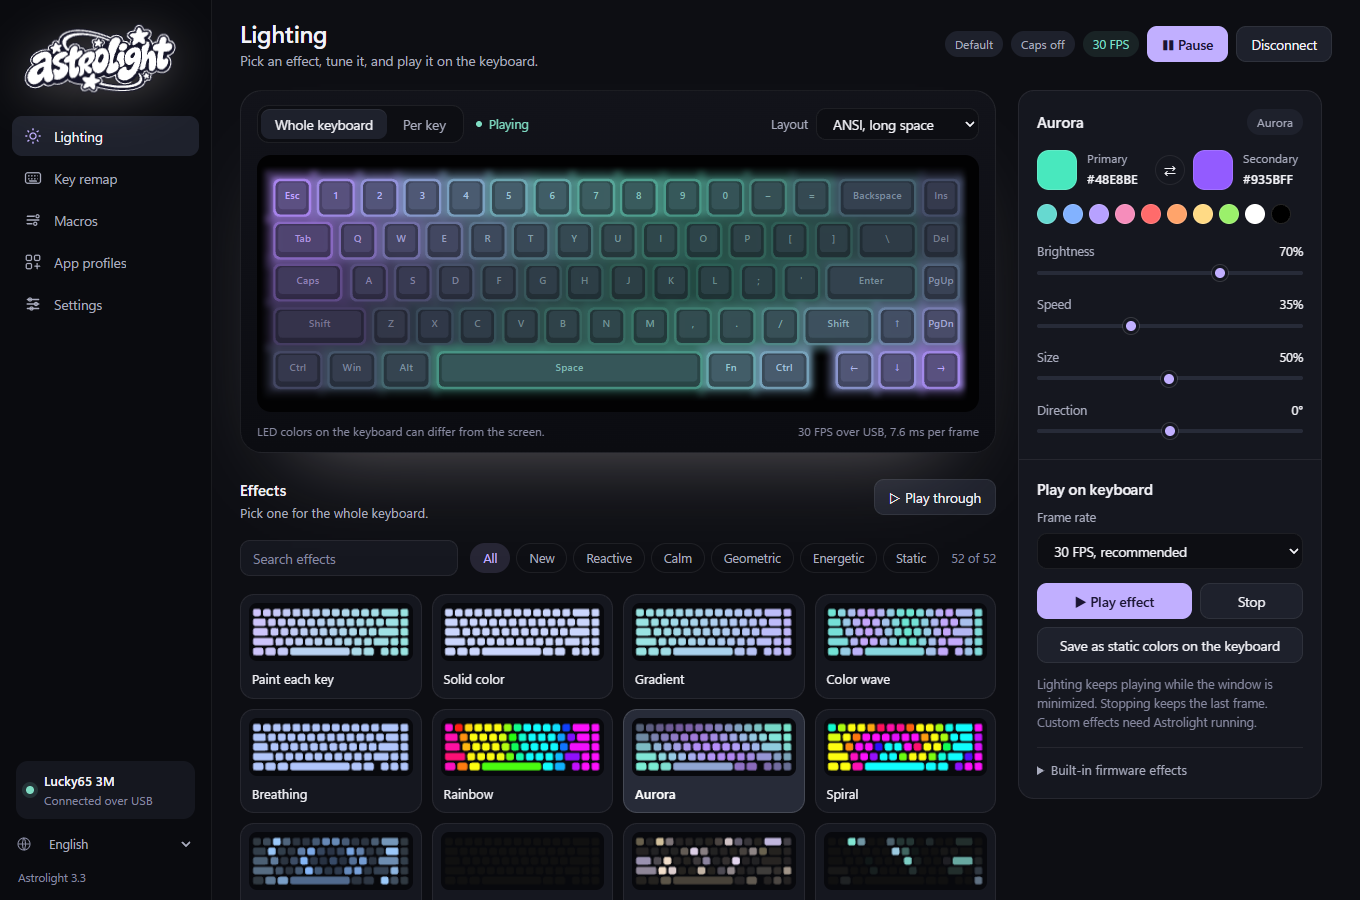 astrolight
Lighting
Key remap
Macros
App profiles
Settings
Lucky65 3M
Connected over USB
English
Astrolight 3.3
Lighting
Pick an effect, tune it, and play it on the keyboard.
Default
Caps off
30 FPS
Pause
Disconnect
Whole keyboard
Per key
Playing
Layout
ANSI, long space
Esc 1 2 3 4 5 6 7 8 9 0 – = Backspace Ins
Tab Q W E R T Y U I O P [ ] \ Del
Caps A S D F G H J K L ; ' Enter PgUp
Shift Z X C V B N M , . / Shift ↑ PgDn
Ctrl Win Alt Space Fn Ctrl ← ↓ →
LED colors on the keyboard can differ from the screen.
30 FPS over USB, 7.6 ms per frame
Effects
Pick one for the whole keyboard.
Play through
Search effects
All
New
Reactive
Calm
Geometric
Energetic
Static
52 of 52
Paint each key
Solid color
Gradient
Color wave
Breathing
Rainbow
Aurora
Spiral
Aurora
Aurora
Primary
#48E8BE
Secondary
#935BFF
Brightness 70%
Speed 35%
Size 50%
Direction 0°
Play on keyboard
Frame rate
30 FPS, recommended
Play effect
Stop
Save as static colors on the keyboard
Lighting keeps playing while the window is
minimized. Stopping keeps the last frame.
Custom effects need Astrolight running.
Built-in firmware effects